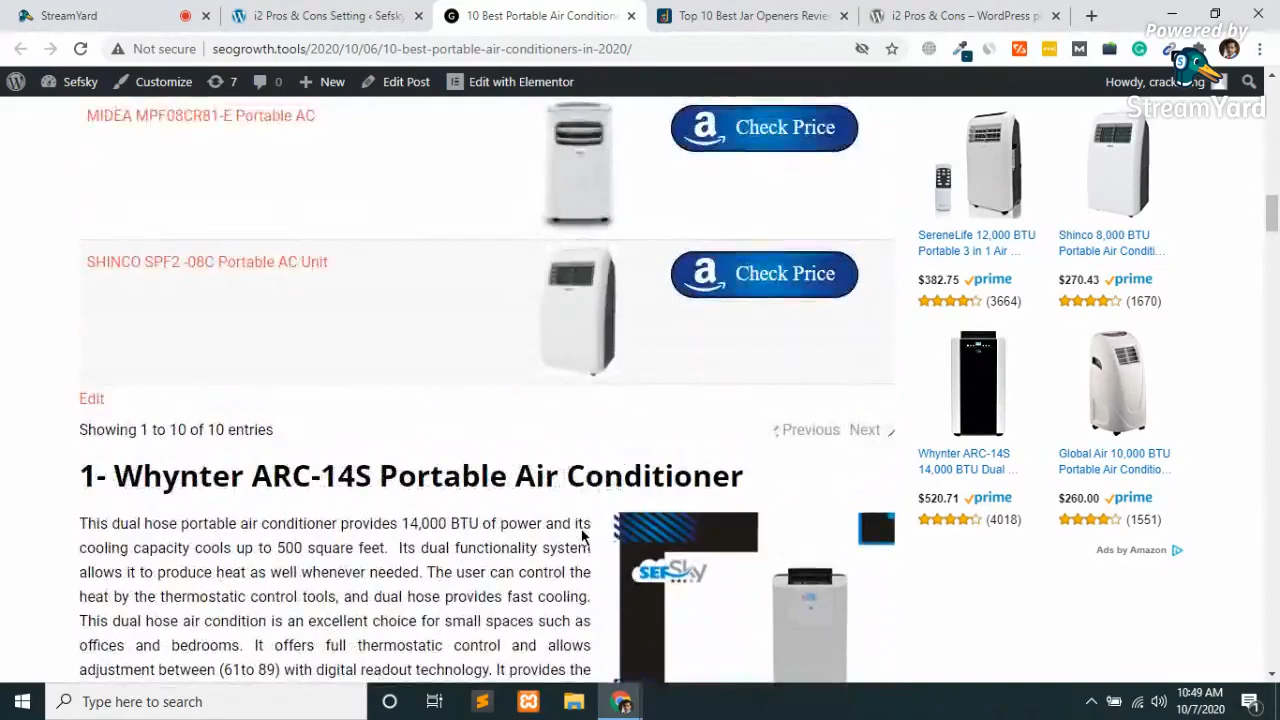 StreamYard
i2 Pros & Cons Setting ‹ Sefsky
10 Best Portable Air Conditione
Top 10 Best Jar Openers Review
i2 Pros & Cons – WordPress pl
Powered by
StreamYard
Not secure
seogrowth.tools/2020/10/06/10-best-portable-air-conditioners-in-2020/
Sefsky
Customize
7
0
New
Edit Post
Edit with Elementor
MIDEA MPF08CR81-E Portable AC
a Check Price
SHINCO SPF2 -08C Portable AC Unit
a Check Price
Edit
Showing 1 to 10 of 10 entries
Previous Next
1- Whynter ARC-14S Portable Air Conditioner
This dual hose portable air conditioner provides 14,000 BTU of power and its
cooling capacity cools up to 500 square feet. Its dual functionality system
allows it to produce heat as well whenever needed. The user can control the
heat by the thermostatic control tools, and dual hose provides fast cooling.
This dual hose air condition is an excellent choice for small spaces such as
offices and bedrooms. It offers full thermostatic control and allows
adjustment between (61to 89) with digital readout technology. It provides the
SEFSky
SereneLife 12,000 BTU
Portable 3 in 1 Air ...
$382.75 prime
(3664)
Shinco 8,000 BTU
Portable Air Conditi...
$270.43 prime
(1670)
Whynter ARC-14S
14,000 BTU Dual ...
$520.71 prime
(4018)
Global Air 10,000 BTU
Portable Air Conditio...
$260.00 prime
(1551)
Ads by Amazon
Type here to search
10:49 AM
10/7/2020